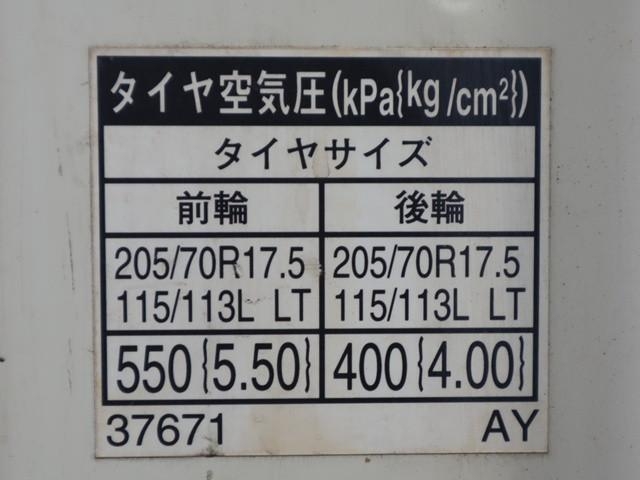 タイヤ空気圧(kPa{kg/cm²})
タイヤサイズ
前輪 後輪
205/70R17.5 205/70R17.5
115/113L LT 115/113L LT
550{5.50} 400{4.00}
37671 AY